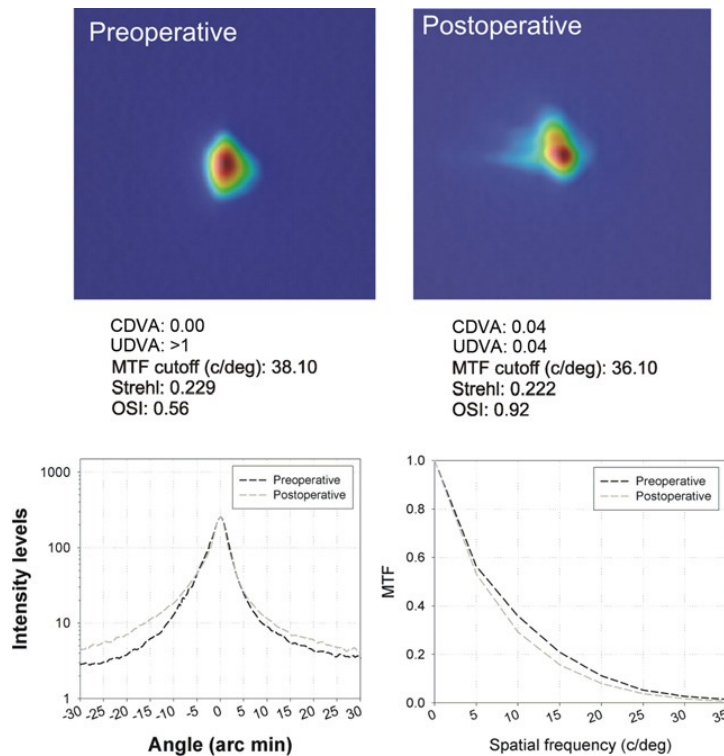 Preoperative
Postoperative
CDVA: 0.00
UDVA: >1
MTF cutoff (c/deg): 38.10
Strehl: 0.229
OSI: 0.56
CDVA: 0.04
UDVA: 0.04
MTF cutoff (c/deg): 36.10
Strehl: 0.222
OSI: 0.92
Intensity levels
1000
100
10
1
Preoperative
Postoperative
-30 -25 -20 -15 -10 -5 0 5 10 15 20 25 30
Angle (arc min)
MTF
1.0
0.8
0.6
0.4
0.2
0.0
Preoperative
Postoperative
0 5 10 15 20 25 30 35
Spatial frequency (c/deg)